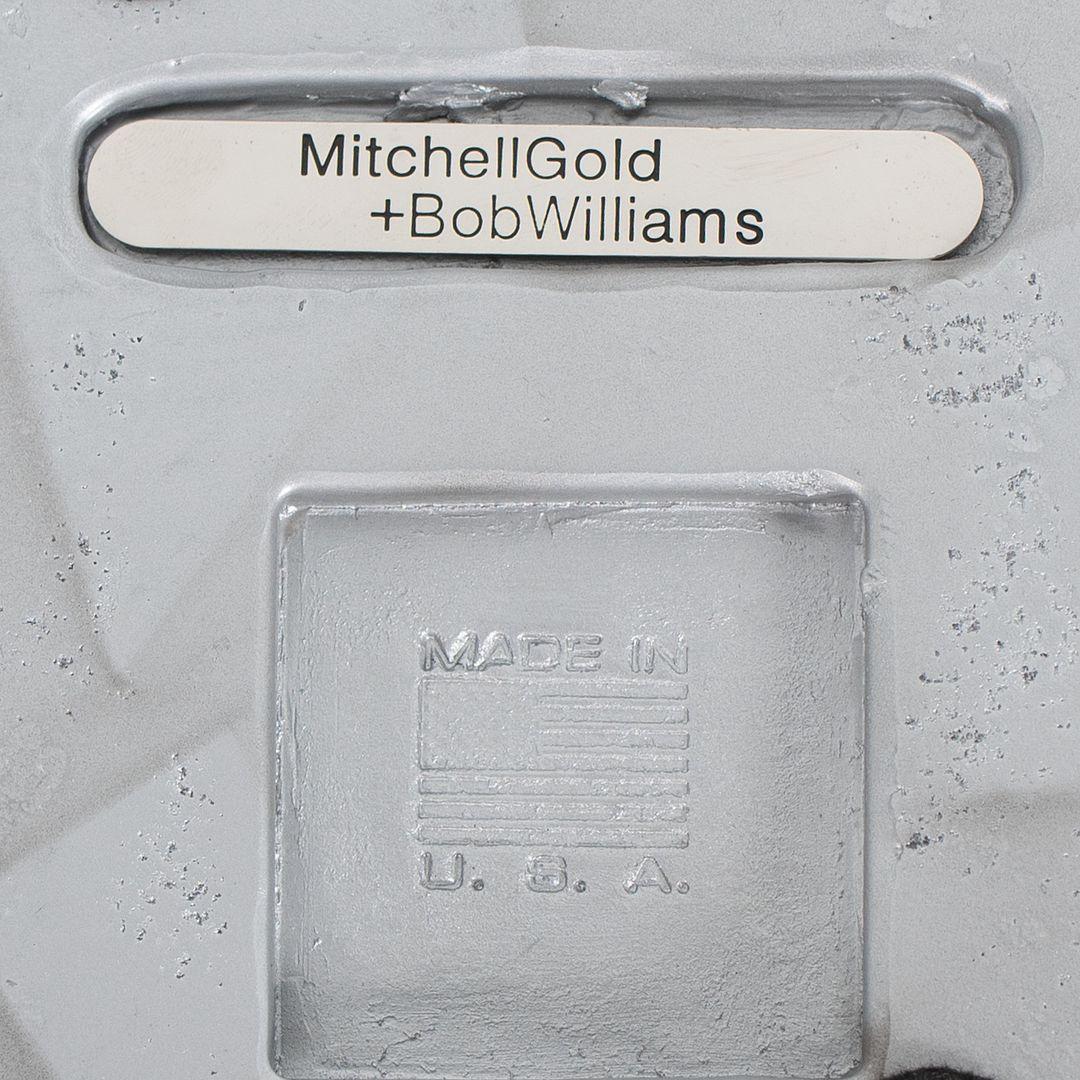 MitchellGold
+BobWilliams
MADE IN
U. S. A.